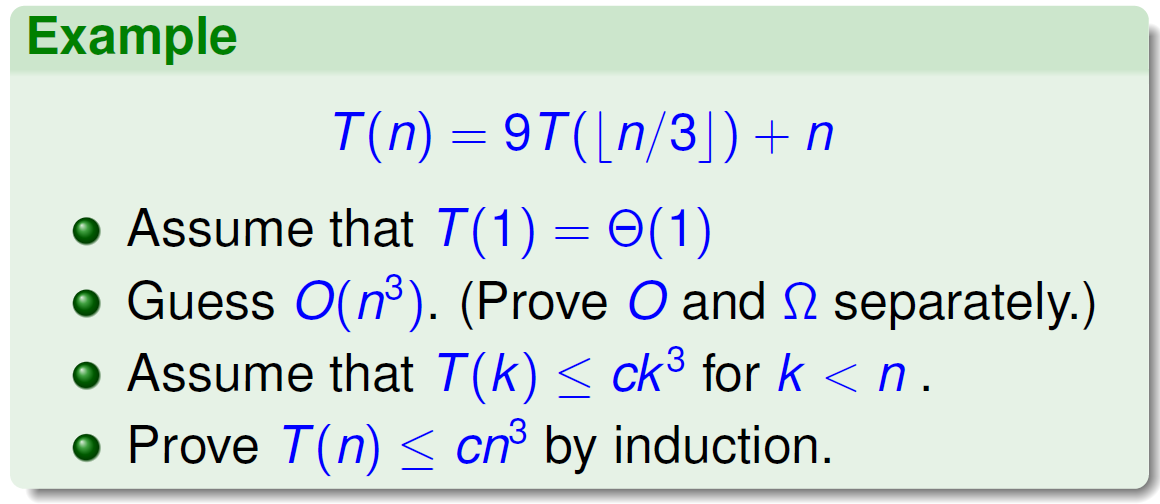 Example
T(n) = 9T(⌊n/3⌋) + n
Assume that T(1) = Θ(1)
Guess O(n³). (Prove O and Ω separately.)
Assume that T(k) ≤ ck³ for k < n .
Prove T(n) ≤ cn³ by induction.